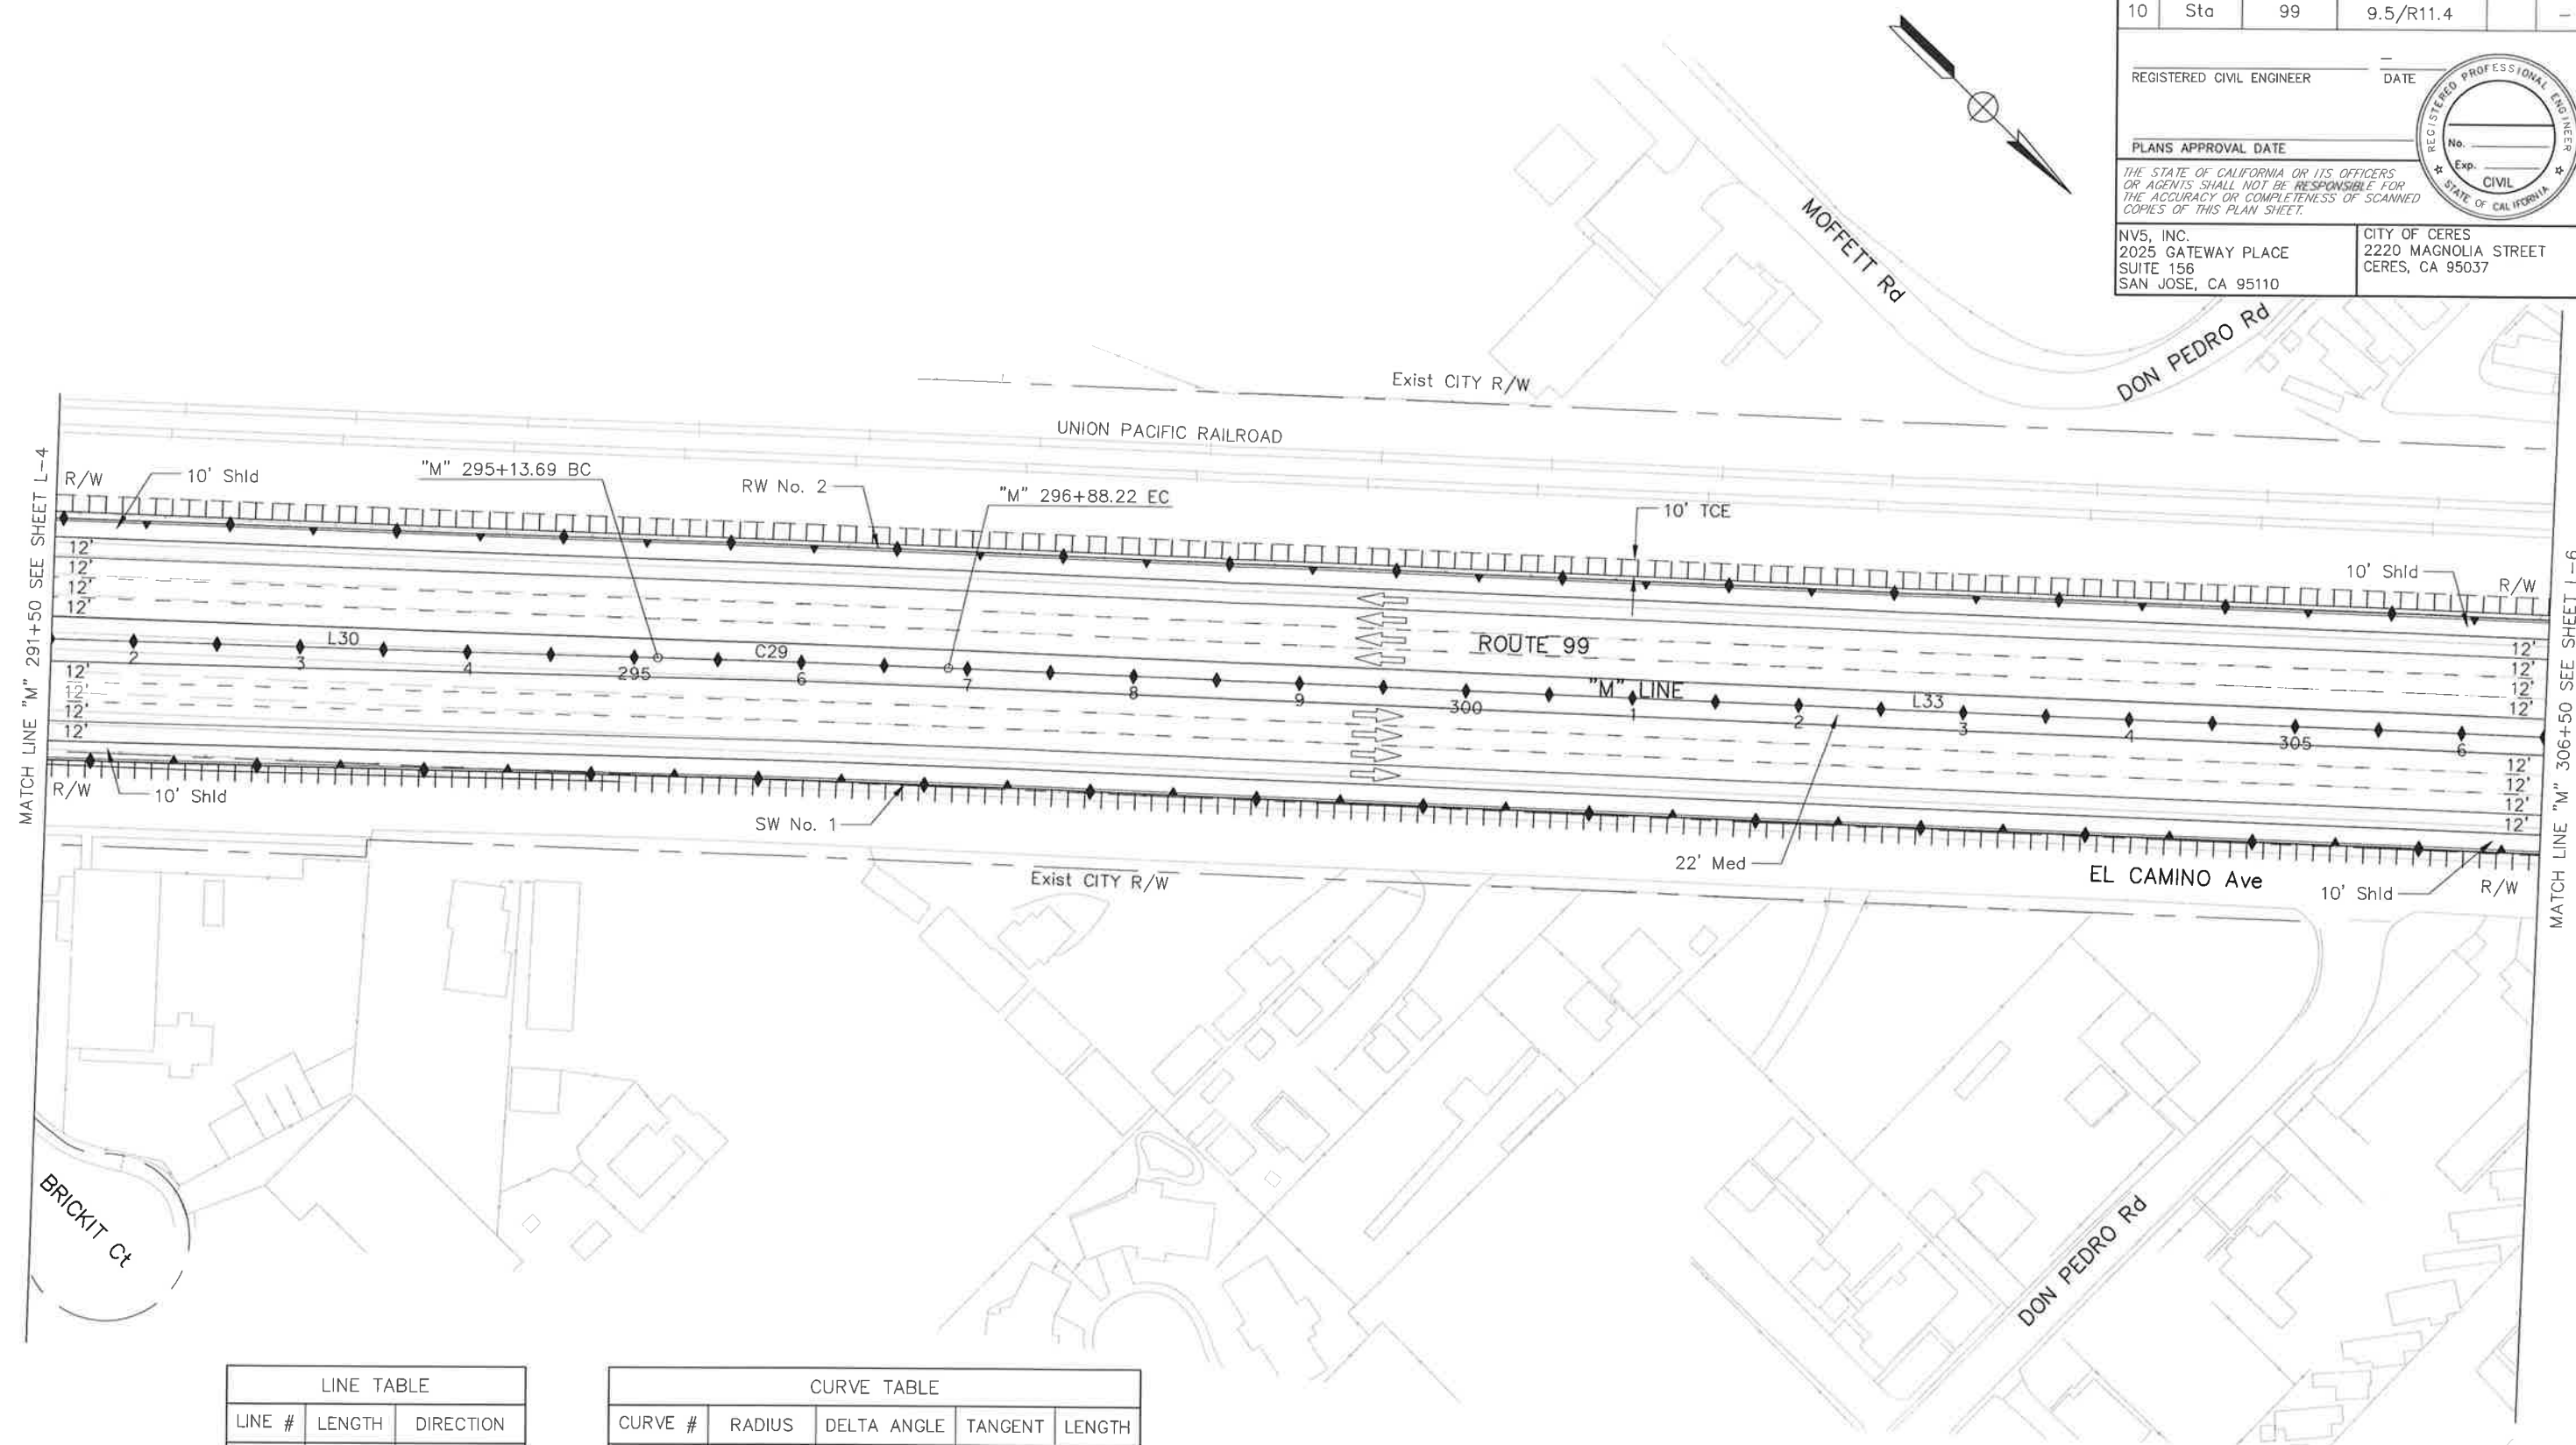 10 Sta 99 9.5/R11.4 –
REGISTERED CIVIL ENGINEER
– DATE
PLANS APPROVAL DATE
THE STATE OF CALIFORNIA OR ITS OFFICERS
OR AGENTS SHALL NOT BE RESPONSIBLE FOR
THE ACCURACY OR COMPLETENESS OF SCANNED
COPIES OF THIS PLAN SHEET.
REGISTERED PROFESSIONAL ENGINEER
No.
Exp.
CIVIL
STATE OF CALIFORNIA
NV5, INC.
2025 GATEWAY PLACE
SUITE 156
SAN JOSE, CA 95110
CITY OF CERES
2220 MAGNOLIA STREET
CERES, CA 95037
MOFFETT Rd
DON PEDRO Rd
Exist CITY R/W
UNION PACIFIC RAILROAD
MATCH LINE "M" 291+50 SEE SHEET L-4
R/W
10' Shld
"M" 295+13.69 BC
RW No. 2
"M" 296+88.22 EC
10' TCE
10' Shld
R/W
12'
12'
12'
12'
ROUTE 99
12'
12'
12'
12'
L30
C29
"M" LINE
L33
2 3 4 295 6 7 8 9 300 1 2 3 4 305 6
12'
12'
12'
12'
12'
12'
12'
12'
R/W
10' Shld
SW No. 1
22' Med
EL CAMINO Ave
10' Shld
R/W
Exist CITY R/W
MATCH LINE "M" 306+50 SEE SHEET L-6
BRICKIT Ct
DON PEDRO Rd
LINE TABLE
LINE # LENGTH DIRECTION
CURVE TABLE
CURVE # RADIUS DELTA ANGLE TANGENT LENGTH